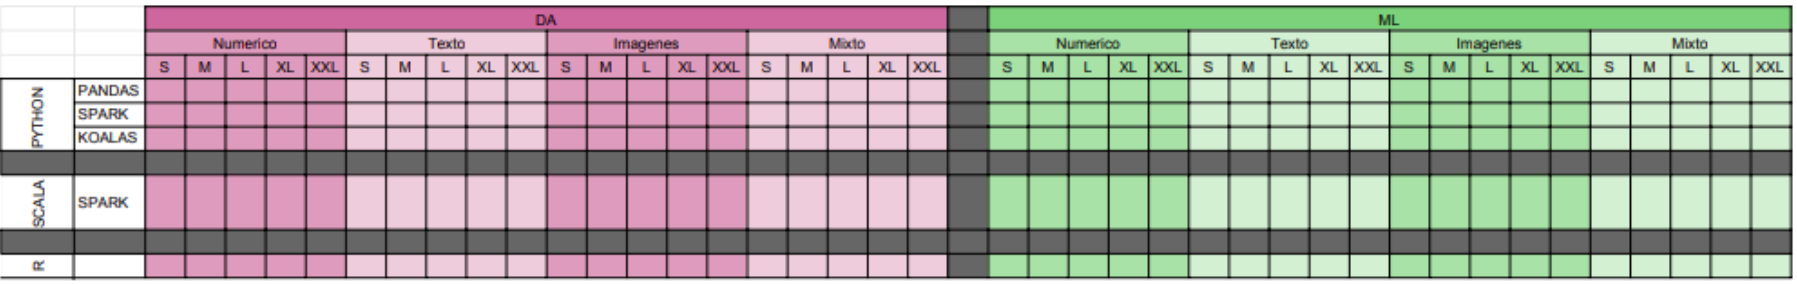 DA ML
Numerico Texto Imagenes Mixto Numerico Texto Imagenes Mixto
S M L XL XXL S M L XL XXL S M L XL XXL S M L XL XXL S M L XL XXL S M L XL XXL S M L XL XXL S M L XL XXL
PYTHON
PANDAS
SPARK
KOALAS
SCALA
SPARK
R